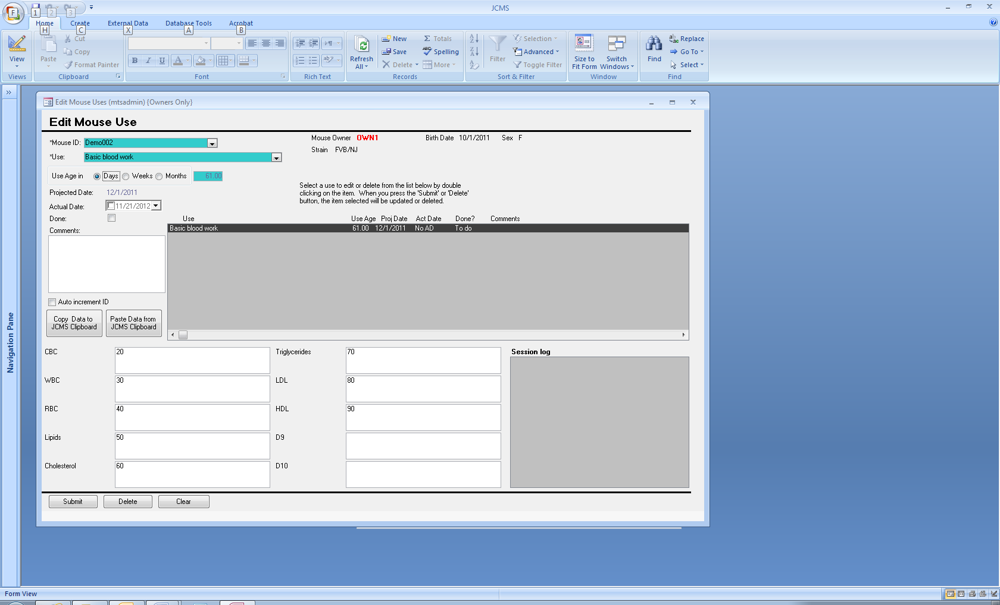 JCMS
F 1 2 3
Home Create External Data Database Tools Acrobat
H C X A B
View
Views
Paste
Cut
Copy
Format Painter
Clipboard
B I U A
Font
Rich Text
Refresh
All
New
Save
Delete
Totals
Spelling
More
Records
Filter
Selection
Advanced
Toggle Filter
Sort & Filter
Size to
Fit Form
Switch
Windows
Window
Find
Replace
Go To
Select
Find
Navigation Pane
Edit Mouse Uses (mtsadmin) {Owners Only}
Edit Mouse Use
*Mouse ID: Demo002
Mouse Owner OWN1 Birth Date 10/1/2011 Sex F
Strain FVB/NJ
*Use: Basic blood work
Use Age in Days Weeks Months 61.00
Projected Date: 12/1/2011
Actual Date: 11/21/2012
Done:
Comments:
Select a use to edit or delete from the list below by double
clicking on the item. When you press the 'Submit' or 'Delete'
button, the item selected will be updated or deleted.
Use Use Age Proj Date Act Date Done? Comments
Basic blood work 61.00 12/1/2011 No AD To do
Auto increment ID
Copy Data to
JCMS Clipboard
Paste Data from
JCMS Clipboard
CBC 20
WBC 30
RBC 40
Lipids 50
Cholesterol 60
Triglycerides 70
LDL 80
HDL 90
D9
D10
Session log
Submit Delete Clear
Form View